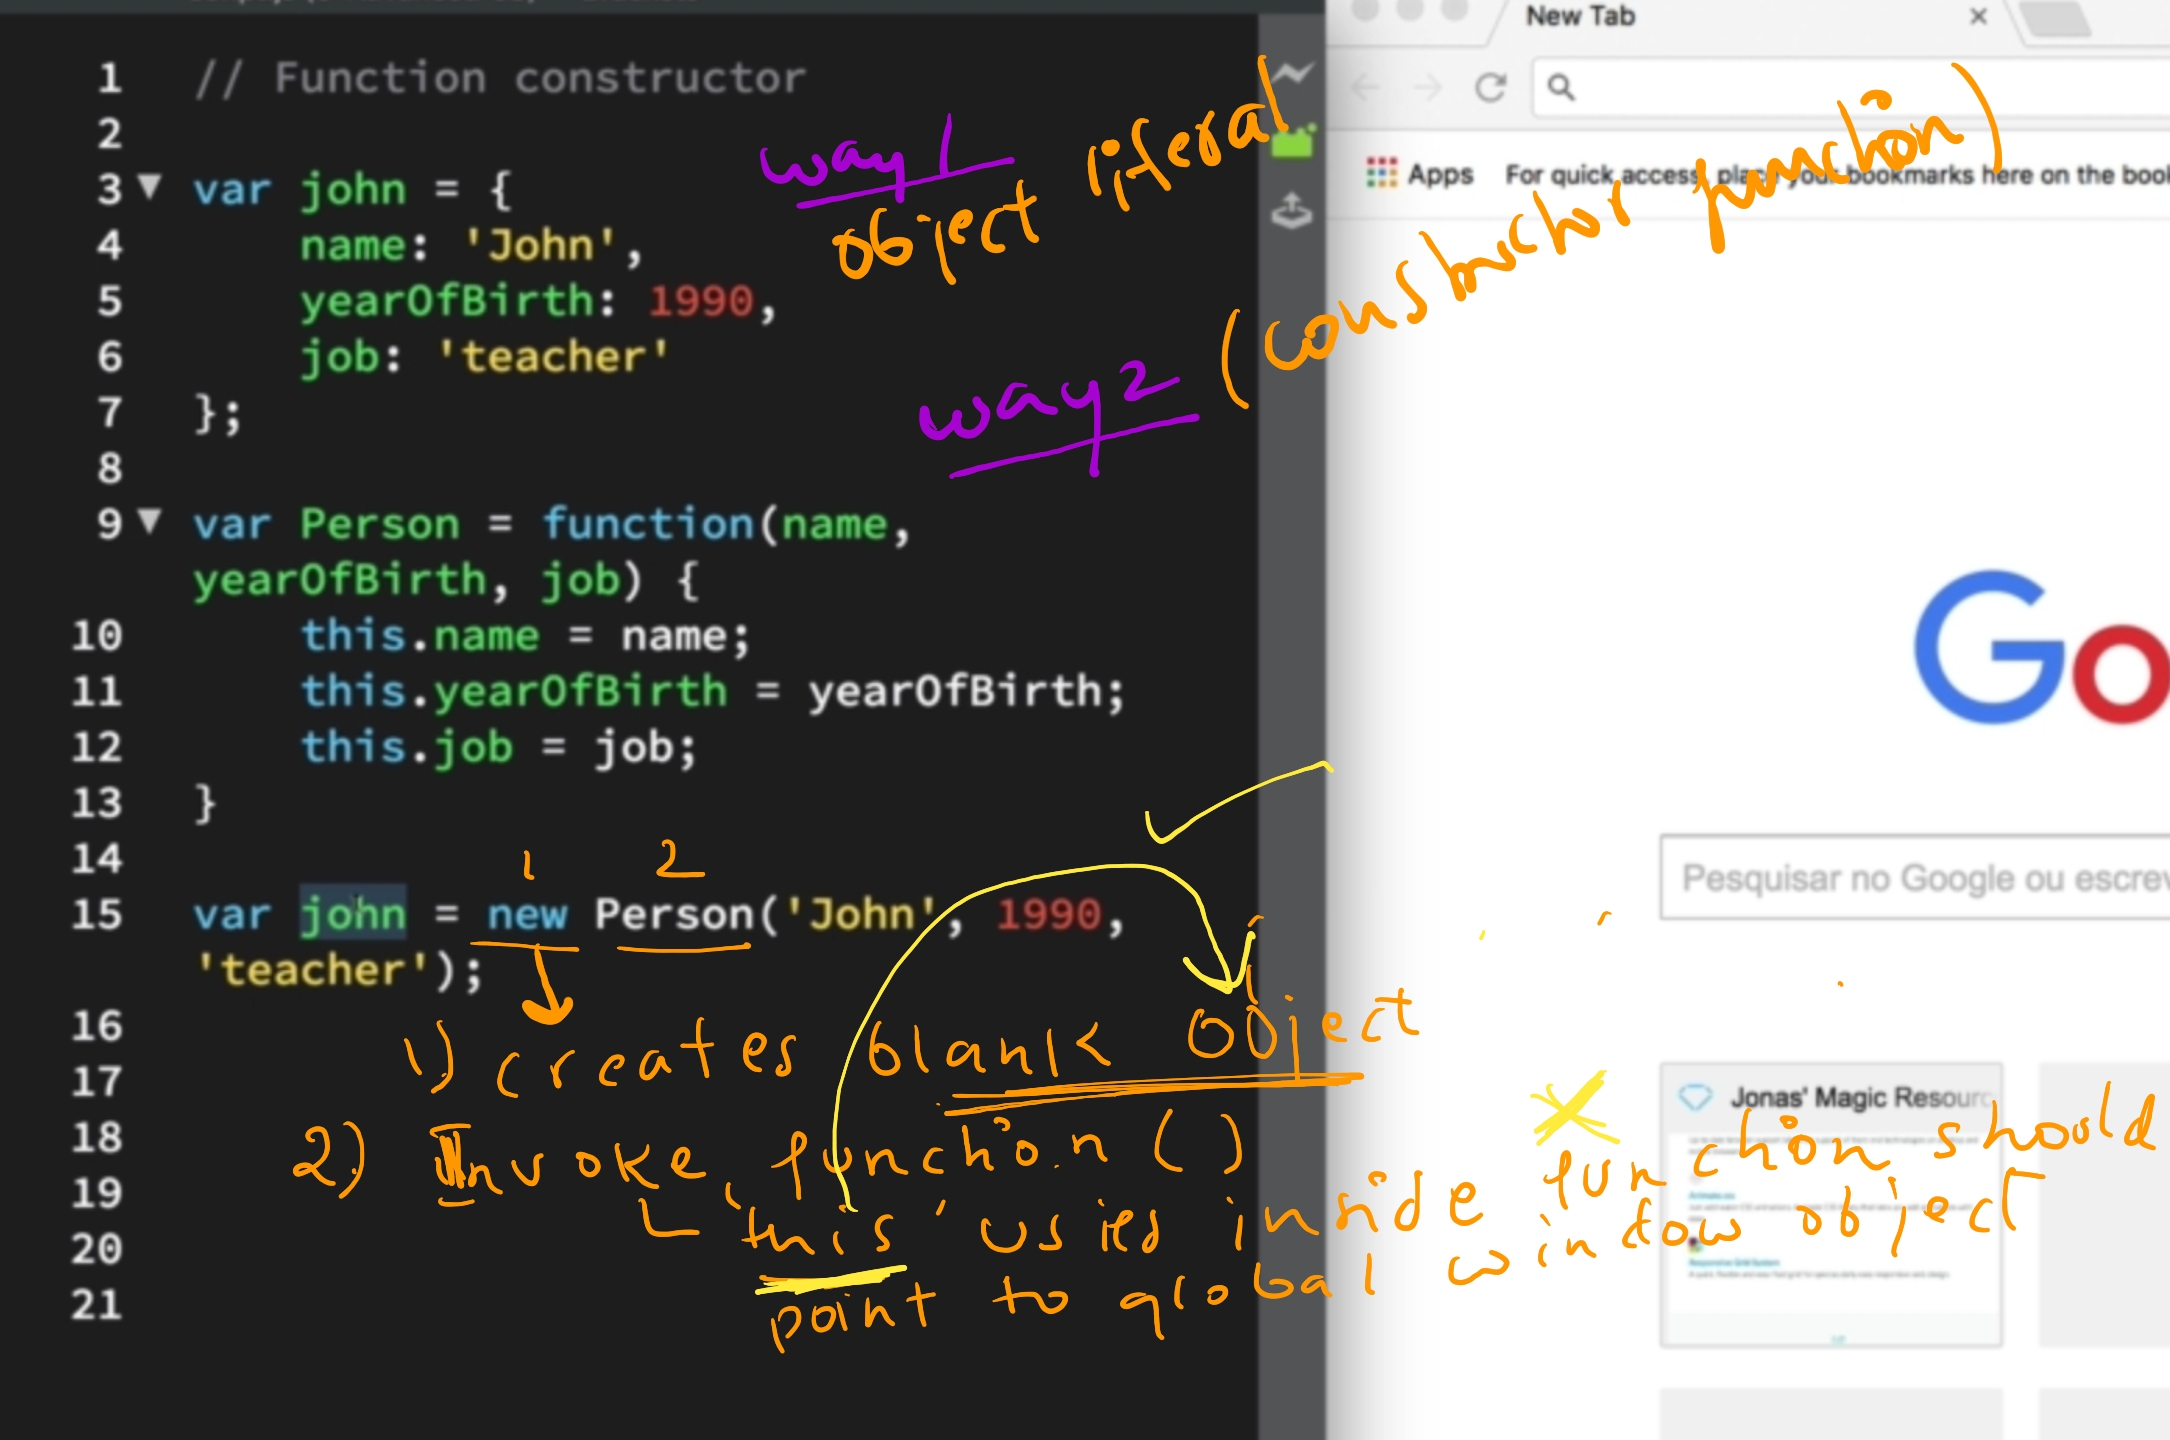 1 // Function constructor
2
3 var john = {
4 name: 'John',
5 yearOfBirth: 1990,
6 job: 'teacher'
7 };
8
9 var Person = function(name,
yearOfBirth, job) {
10 this.name = name;
11 this.yearOfBirth = yearOfBirth;
12 this.job = job;
13 }
14
15 var john = new Person('John', 1990,
'teacher');
16
17
18
19
20
21
way 1
object literal
way 2 (constructor function)
1 2
1) creates blank Object
2) Invoke function ()
'this' used inside function should
point to global window object
New Tab
Apps For quick access, place your bookmarks here on the
Go
Pesquisar no Google ou
Jonas' Magic